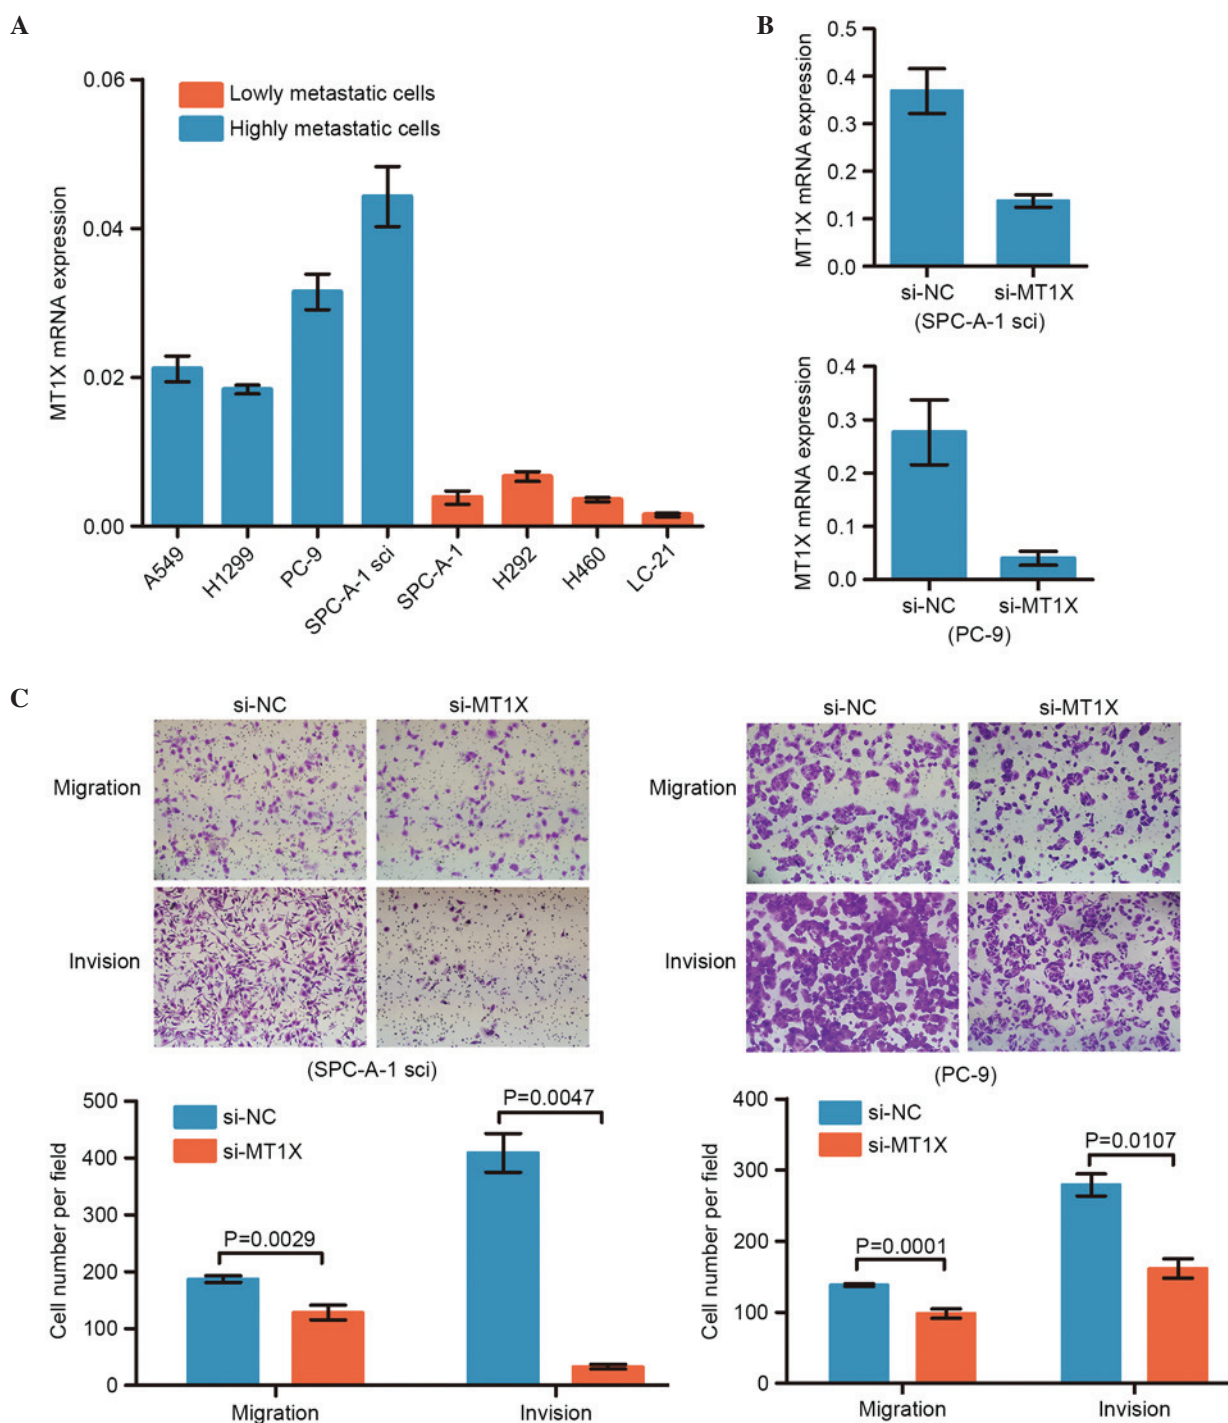 A
MT1X mRNA expression
0.06
0.04
0.02
0.00
Lowly metastatic cells
Highly metastatic cells
A549
H1299
PC-9
SPC-A-1 sci
SPC-A-1
H292
H460
LC-21
B
MT1X mRNA expression
0.5
0.4
0.3
0.2
0.1
0.0
si-NC
si-MT1X
(SPC-A-1 sci)
MT1X mRNA expression
0.4
0.3
0.2
0.1
0.0
si-NC
si-MT1X
(PC-9)
C
si-NC
si-MT1X
Migration
Invision
(SPC-A-1 sci)
Cell number per field
500
400
300
200
100
0
si-NC
si-MT1X
P=0.0029
P=0.0047
Migration
Invision
si-NC
si-MT1X
Migration
Invision
(PC-9)
Cell number per field
400
300
200
100
0
si-NC
si-MT1X
P=0.0001
P=0.0107
Migration
Invision